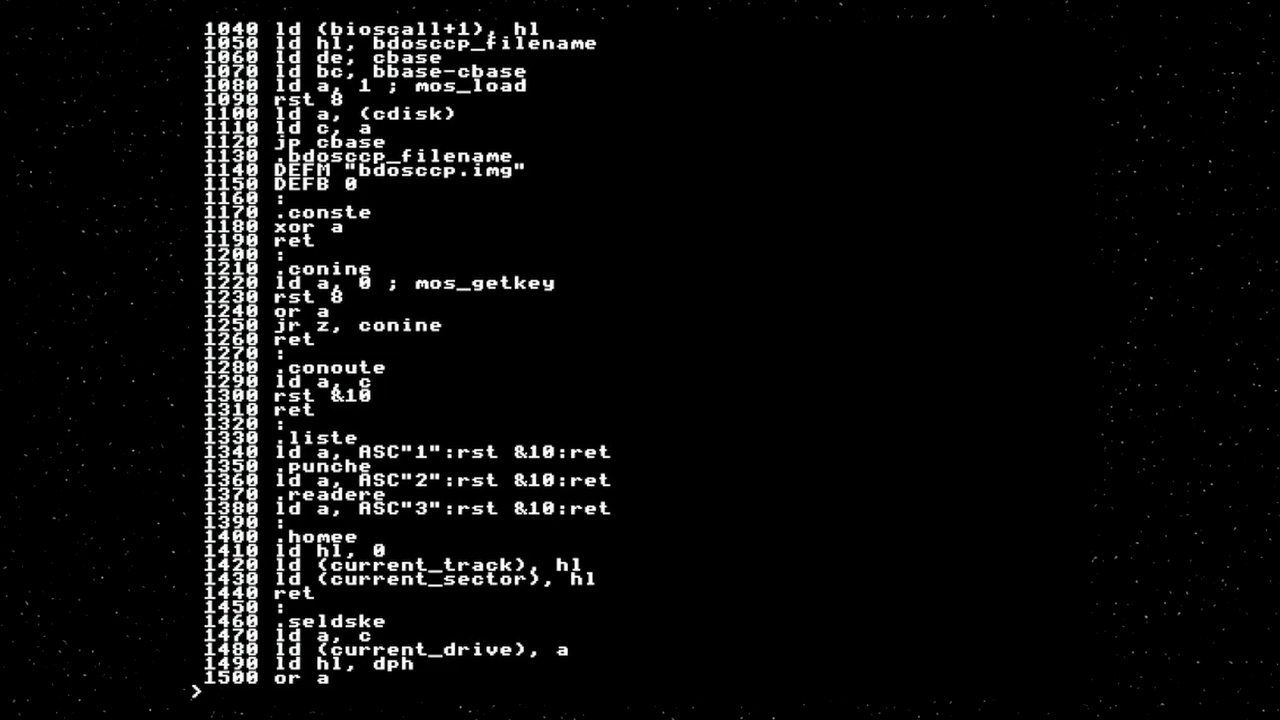 1040 ld (bioscall+1), hl
1050 ld hl, bdosccp_filename
1060 ld de, cbase
1070 ld bc, bbase-cbase
1080 ld a, 1 ; mos_load
1090 rst 8
1100 ld a, (cdisk)
1110 ld c, a
1120 jp cbase
1130 .bdosccp_filename
1140 DEFM "bdosccp.img"
1150 DEFB 0
1160 :
1170 .conste
1180 xor a
1190 ret
1200 :
1210 .conine
1220 ld a, 0 ; mos_getkey
1230 rst 8
1240 or a
1250 jr z, conine
1260 ret
1270 :
1280 .conoute
1290 ld a, c
1300 rst &10
1310 ret
1320 :
1330 .liste
1340 ld a, ASC"1":rst &10:ret
1350 .punche
1360 ld a, ASC"2":rst &10:ret
1370 .readere
1380 ld a, ASC"3":rst &10:ret
1390 :
1400 .homee
1410 ld hl, 0
1420 ld (current_track), hl
1430 ld (current_sector), hl
1440 ret
1450 :
1460 .seldske
1470 ld a, c
1480 ld (current_drive), a
1490 ld hl, dph
1500 or a
>